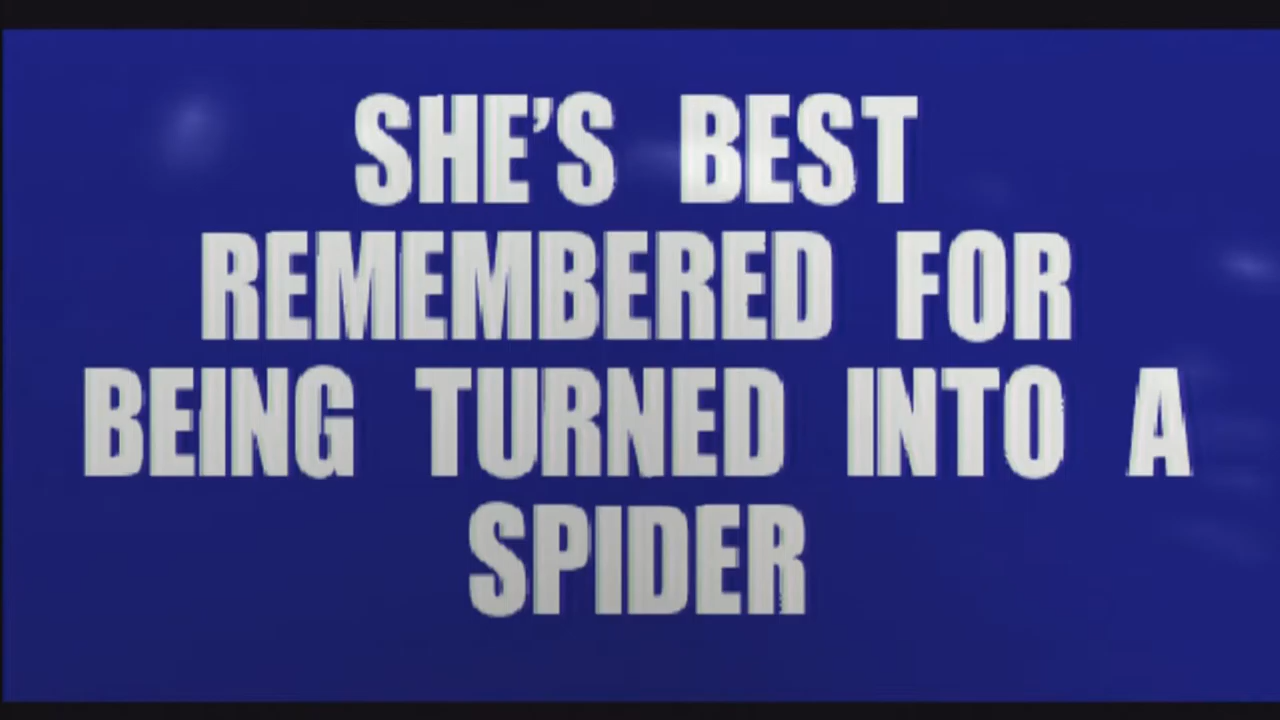 SHE'S BEST
REMEMBERED FOR
BEING TURNED INTO A
SPIDER